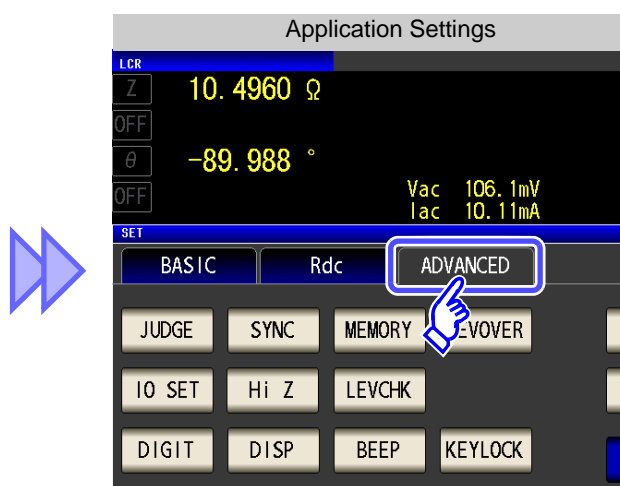 Application Settings
LCR
Z 10.4960 Ω
OFF
θ -89.988 °
OFF
Vac 106.1mV
Iac 10.11mA
SET
BASIC Rdc ADVANCED
JUDGE SYNC MEMORY EVOVER
IO SET Hi Z LEVCHK
DIGIT DISP BEEP KEYLOCK